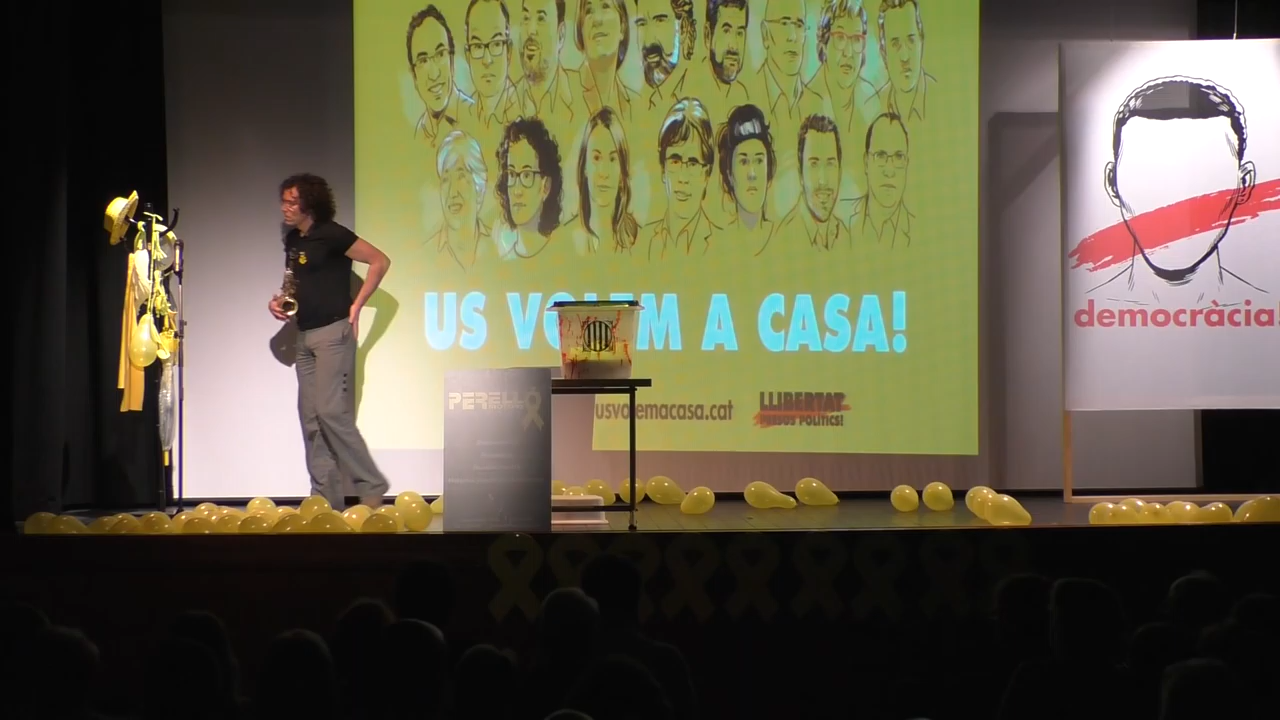 US VOLEM A CASA!
PERELLÓ
usvolemacasa.cat
LLIBERTAT
PRESOS POLÍTICS!
democràcia